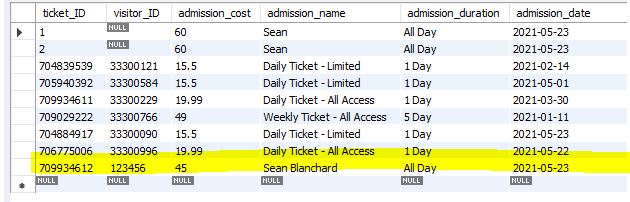 ticket_ID visitor_ID admission_cost admission_name admission_duration admission_date
1 NULL 60 Sean All Day 2021-05-23
2 NULL 60 Sean All Day 2021-05-23
704839539 33300121 15.5 Daily Ticket - Limited 1 Day 2021-02-14
705940392 33300584 15.5 Daily Ticket - Limited 1 Day 2021-05-01
709934611 33300229 19.99 Daily Ticket - All Access 1 Day 2021-03-30
709029222 33300766 49 Weekly Ticket - All Access 5 Day 2021-01-11
704884917 33300090 15.5 Daily Ticket - Limited 1 Day 2021-05-23
706775006 33300996 19.99 Daily Ticket - All Access 1 Day 2021-05-22
709934612 123456 45 Sean Blanchard All Day 2021-05-23
NULL NULL NULL NULL NULL NULL